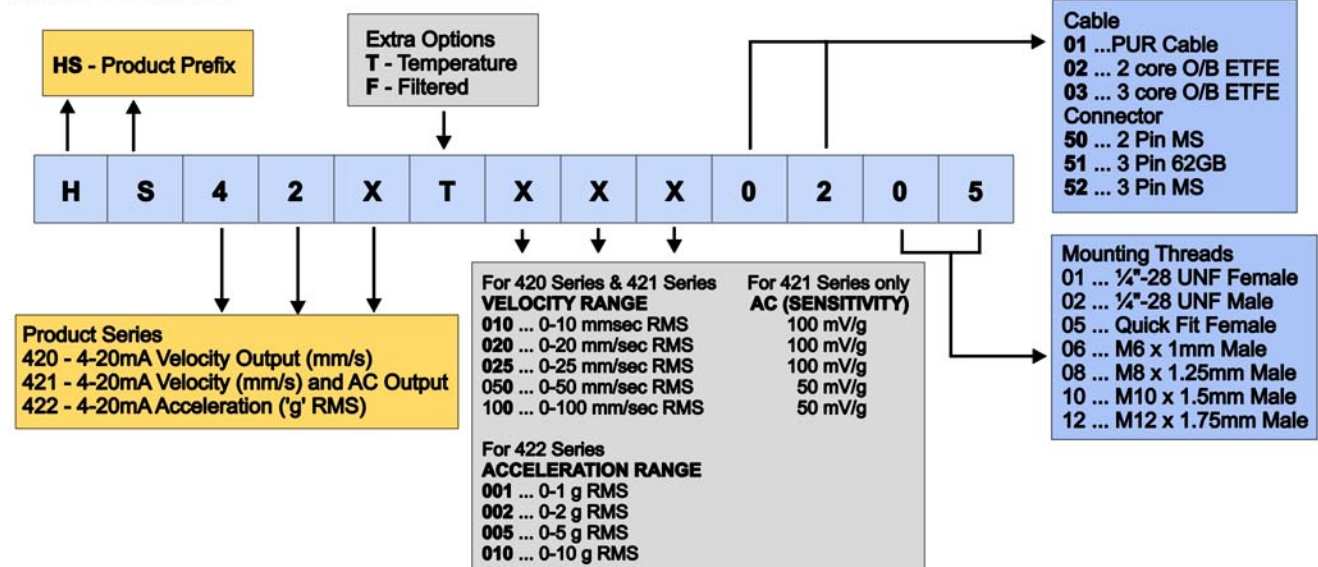 HS - Product Prefix
Extra Options
T - Temperature
F - Filtered
Cable
01 ...PUR Cable
02 ... 2 core O/B ETFE
03 ... 3 core O/B ETFE
Connector
50 ... 2 Pin MS
51 ... 3 Pin 62GB
52 ... 3 Pin MS
H S 4 2 X T X X X 0 2 0 5
Product Series
420 - 4-20mA Velocity Output (mm/s)
421 - 4-20mA Velocity (mm/s) and AC Output
422 - 4-20mA Acceleration ('g' RMS)
For 420 Series & 421 Series For 421 Series only
VELOCITY RANGE AC (SENSITIVITY)
010 ... 0-10 mmsec RMS 100 mV/g
020 ... 0-20 mm/sec RMS 100 mV/g
025 ... 0-25 mm/sec RMS 100 mV/g
050 ... 0-50 mm/sec RMS 50 mV/g
100 ... 0-100 mm/sec RMS 50 mV/g
For 422 Series
ACCELERATION RANGE
001 ... 0-1 g RMS
002 ... 0-2 g RMS
005 ... 0-5 g RMS
010 ... 0-10 g RMS
Mounting Threads
01 ... ¼"-28 UNF Female
02 ... ¼"-28 UNF Male
05 ... Quick Fit Female
06 ... M6 x 1mm Male
08 ... M8 x 1.25mm Male
10 ... M10 x 1.5mm Male
12 ... M12 x 1.75mm Male